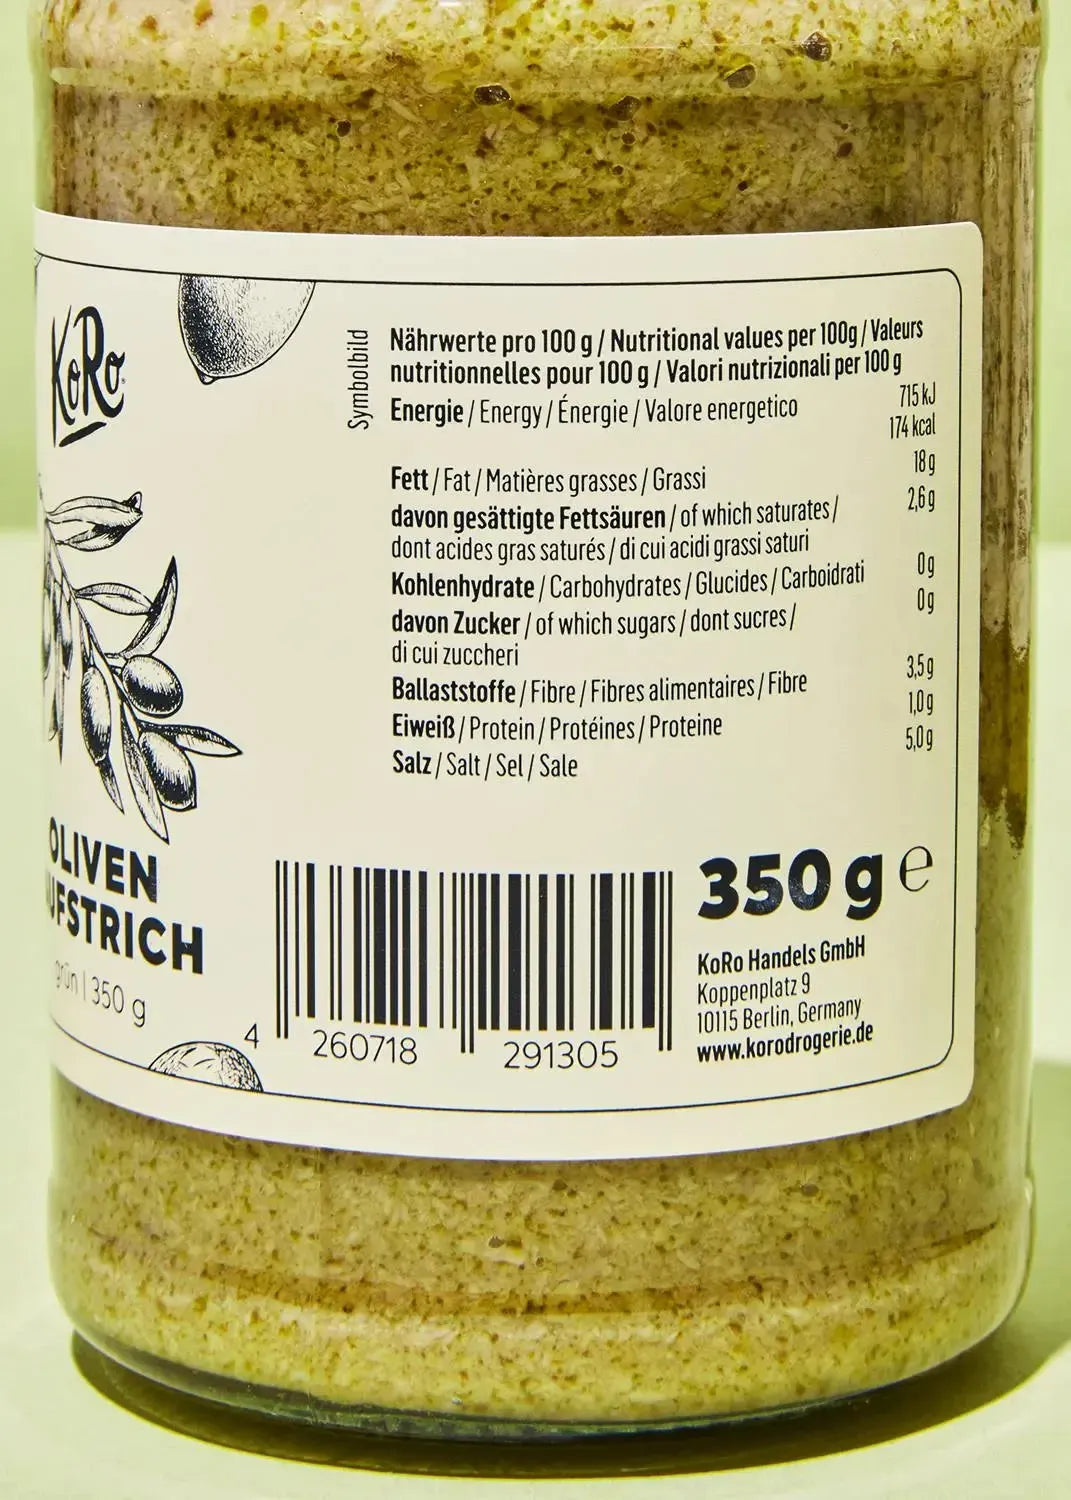 KoRo
OLIVEN
UFSTRICH
grün | 350 g
Symbolbild
Nährwerte pro 100 g / Nutritional values per 100g / Valeurs
nutritionnelles pour 100 g / Valori nutrizionali per 100 g
Energie / Energy / Énergie / Valore energetico 715 kJ
174 kcal
Fett / Fat / Matières grasses / Grassi 18 g
davon gesättigte Fettsäuren / of which saturates / 2,6 g
dont acides gras saturés / di cui acidi grassi saturi
Kohlenhydrate / Carbohydrates / Glucides / Carboidrati 0 g
davon Zucker / of which sugars / dont sucres / 0 g
di cui zuccheri
Ballaststoffe / Fibre / Fibres alimentaires / Fibre 3,5 g
Eiweiß / Protein / Protéines / Proteine 1,0 g
Salz / Salt / Sel / Sale 5,0 g
4 260718 291305
350 g ℮
KoRo Handels GmbH
Koppenplatz 9
10115 Berlin, Germany
www.korodrogerie.de